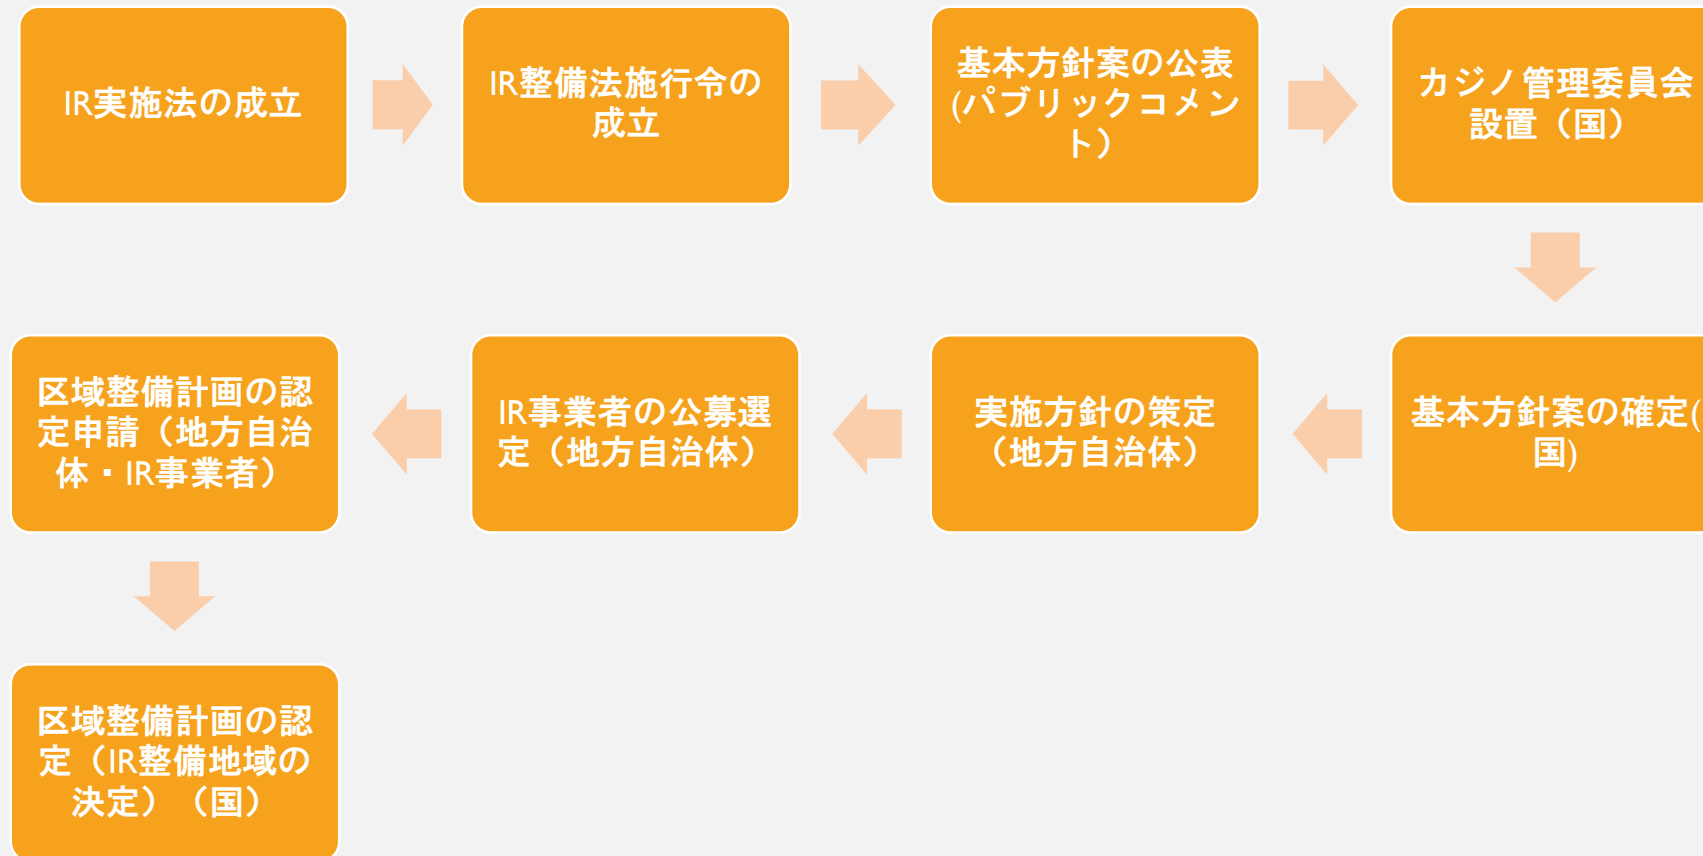 IR実施法の成立
IR整備法施行令の
成立
基本方針案の公表
(パブリックコメン
ト）
カジノ管理委員会
設置（国）
基本方針案の確定(
国)
実施方針の策定
（地方自治体）
IR事業者の公募選
定（地方自治体）
区域整備計画の認
定申請（地方自治
体・IR事業者）
区域整備計画の認
定（IR整備地域の
決定）（国）